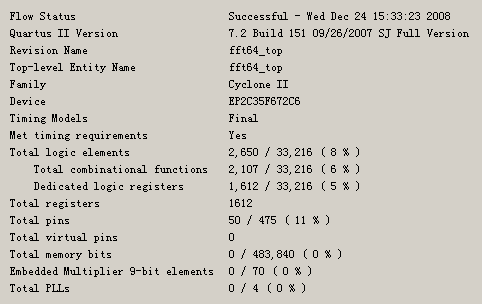 Flow Status Successful - Wed Dec 24 15:33:23 2008
Quartus II Version 7.2 Build 151 09/26/2007 SJ Full Version
Revision Name fft64_top
Top-level Entity Name fft64_top
Family Cyclone II
Device EP2C35F672C6
Timing Models Final
Met timing requirements Yes
Total logic elements 2,650 / 33,216 ( 8 % )
Total combinational functions 2,107 / 33,216 ( 6 % )
Dedicated logic registers 1,612 / 33,216 ( 5 % )
Total registers 1612
Total pins 50 / 475 ( 11 % )
Total virtual pins 0
Total memory bits 0 / 483,840 ( 0 % )
Embedded Multiplier 9-bit elements 0 / 70 ( 0 % )
Total PLLs 0 / 4 ( 0 % )